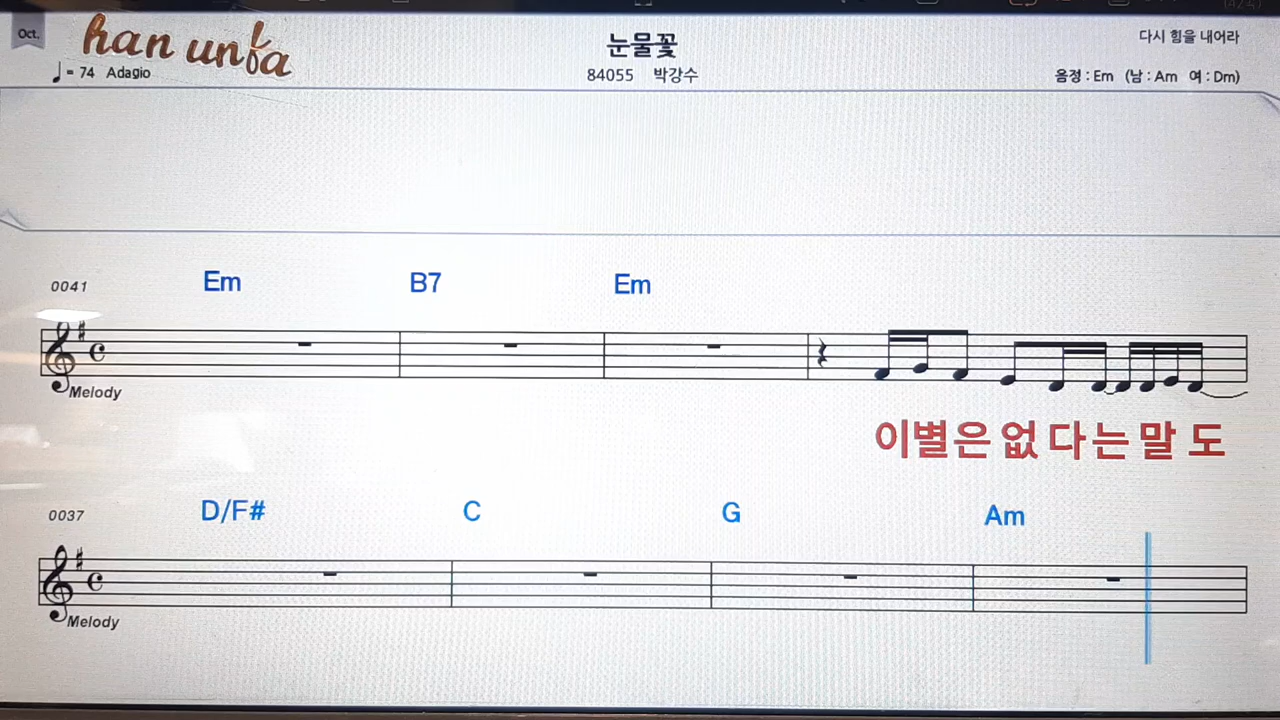 Oct.
han unfa
♩= 74 Adagio
눈물꽃
84055 박강수
다시 힘을 내어라
음정 : Em (남 : Am 여 : Dm)
0041
Em B7 Em
Melody
이별은 없다는 말도
0037
D/F# C G Am
Melody